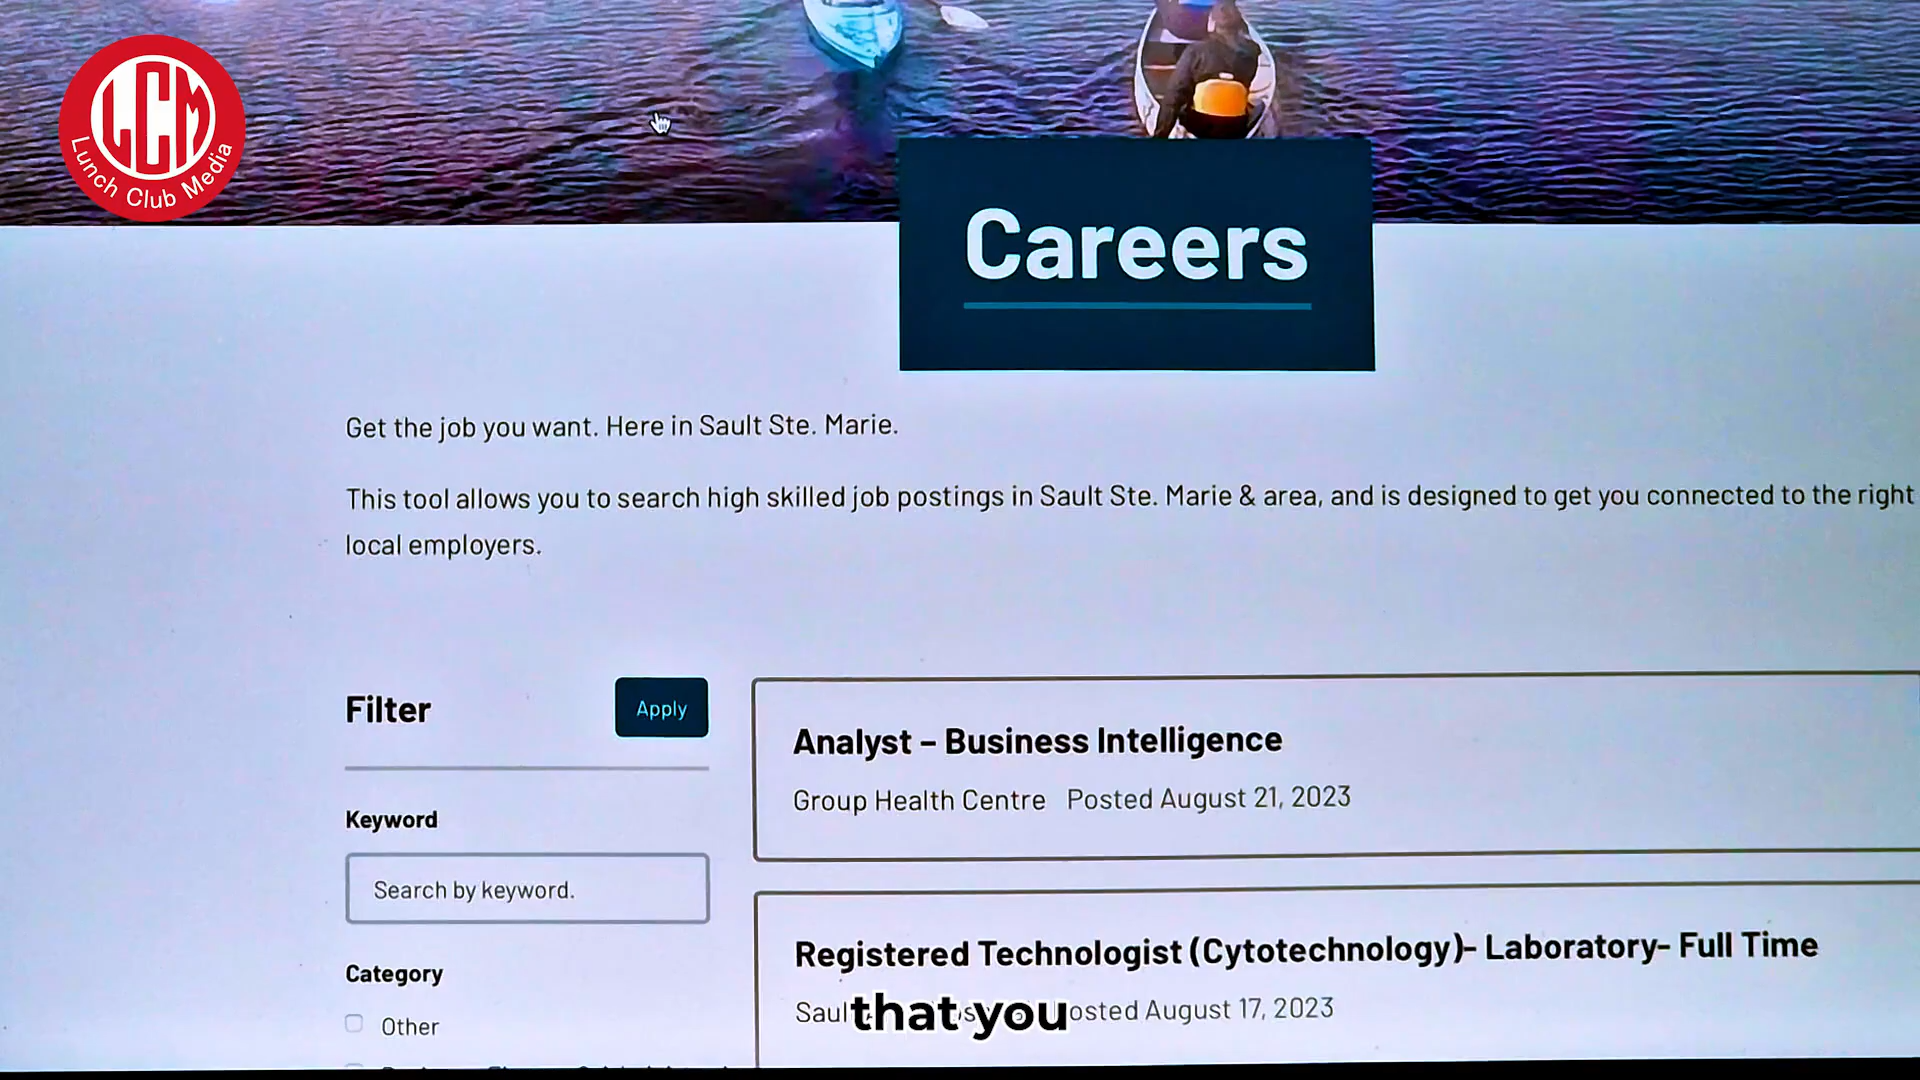 LCM
Lunch Club Media
Careers
Get the job you want. Here in Sault Ste. Marie.
This tool allows you to search high skilled job postings in Sault Ste. Marie & area, and is designed to get you connected to the right
local employers.
Filter
Apply
Analyst – Business Intelligence
Group Health Centre Posted August 21, 2023
Keyword
Search by keyword.
Registered Technologist (Cytotechnology)- Laboratory- Full Time
August 17, 2023
that you
Category
Other